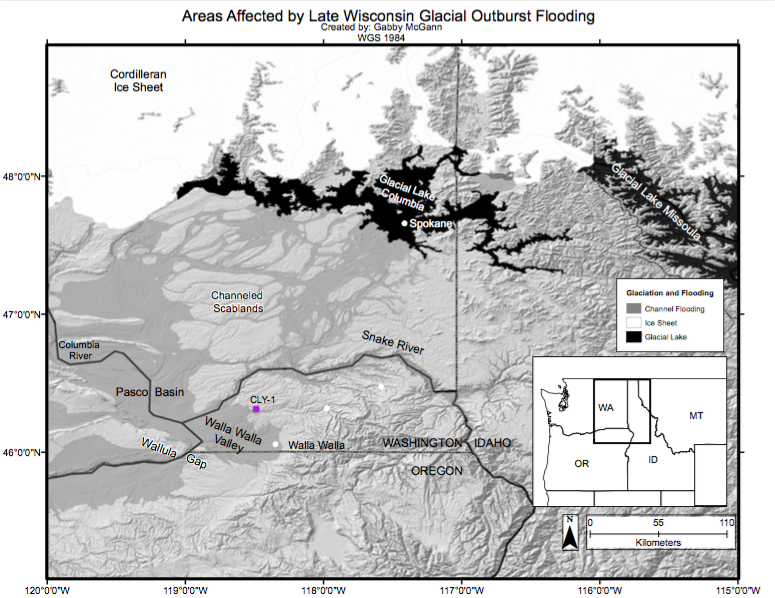 Areas Affected by Late Wisconsin Glacial Outburst Flooding
Created by: Gabby McGann
WGS 1984
Cordilleran
Ice Sheet
48°0'0"N
Glacial Lake
Columbia
Glacial Lake Missoula
Spokane
Channeled
Scablands
Glaciation and Flooding
Channel Flooding
Ice Sheet
Glacial Lake
47°0'0"N
Columbia
River
Snake River
Pasco Basin
CLY-1
Walla Walla
Valley
Walla Walla
Wallula Gap
WASHINGTON
IDAHO
OREGON
46°0'0"N
WA
MT
OR
ID
N
0 55 110
Kilometers
120°0'0"W 119°0'0"W 118°0'0"W 117°0'0"W 116°0'0"W 115°0'0"W